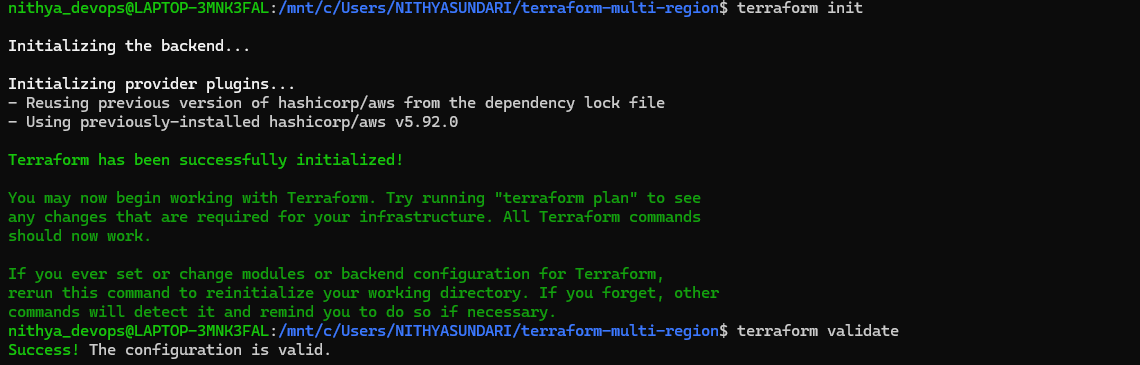 nithya_devops@LAPTOP-3MNK3FAL:/mnt/c/Users/NITHYASUNDARI/terraform-multi-region$ terraform init
Initializing the backend...
Initializing provider plugins...
- Reusing previous version of hashicorp/aws from the dependency lock file
- Using previously-installed hashicorp/aws v5.92.0
Terraform has been successfully initialized!
You may now begin working with Terraform. Try running "terraform plan" to see
any changes that are required for your infrastructure. All Terraform commands
should now work.
If you ever set or change modules or backend configuration for Terraform,
rerun this command to reinitialize your working directory. If you forget, other
commands will detect it and remind you to do so if necessary.
nithya_devops@LAPTOP-3MNK3FAL:/mnt/c/Users/NITHYASUNDARI/terraform-multi-region$ terraform validate
Success! The configuration is valid.